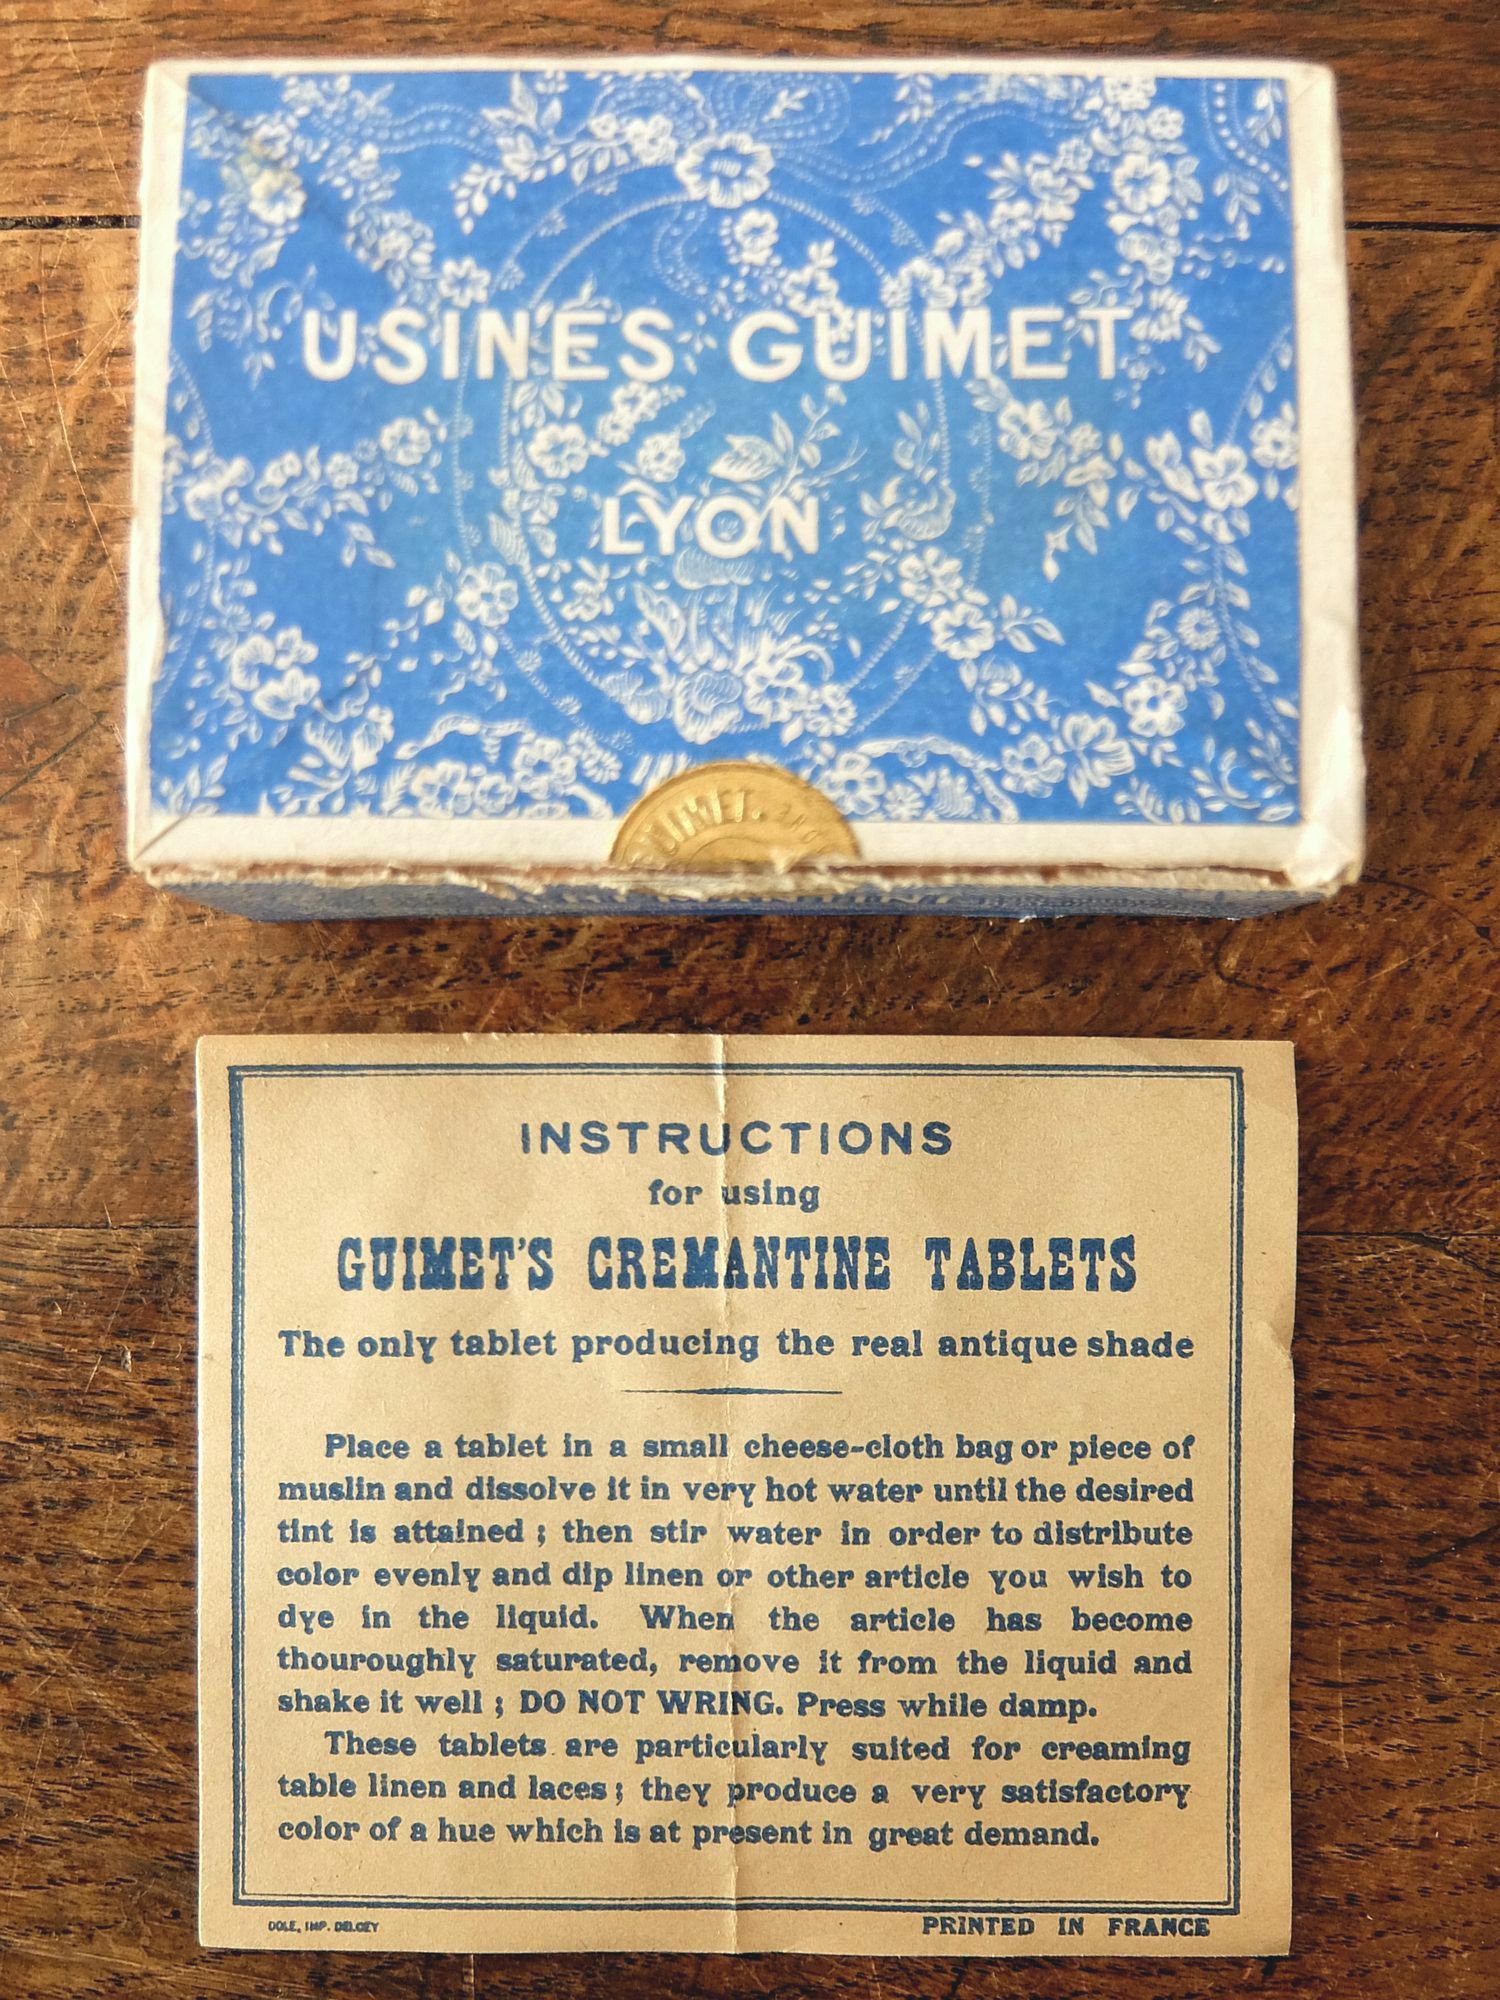 USINES GUIMET
LYON
GUIMET.
INSTRUCTIONS
for using
GUIMET'S CREMANTINE TABLETS
The only tablet producing the real antique shade
Place a tablet in a small cheese-cloth bag or piece of
muslin and dissolve it in very hot water until the desired
tint is attained ; then stir water in order to distribute
color evenly and dip linen or other article you wish to
dye in the liquid. When the article has become
thouroughly saturated, remove it from the liquid and
shake it well ; DO NOT WRING. Press while damp.
These tablets are particularly suited for creaming
table linen and laces ; they produce a very satisfactory
color of a hue which is at present in great demand.
DOLE, IMP. DELCEY
PRINTED IN FRANCE